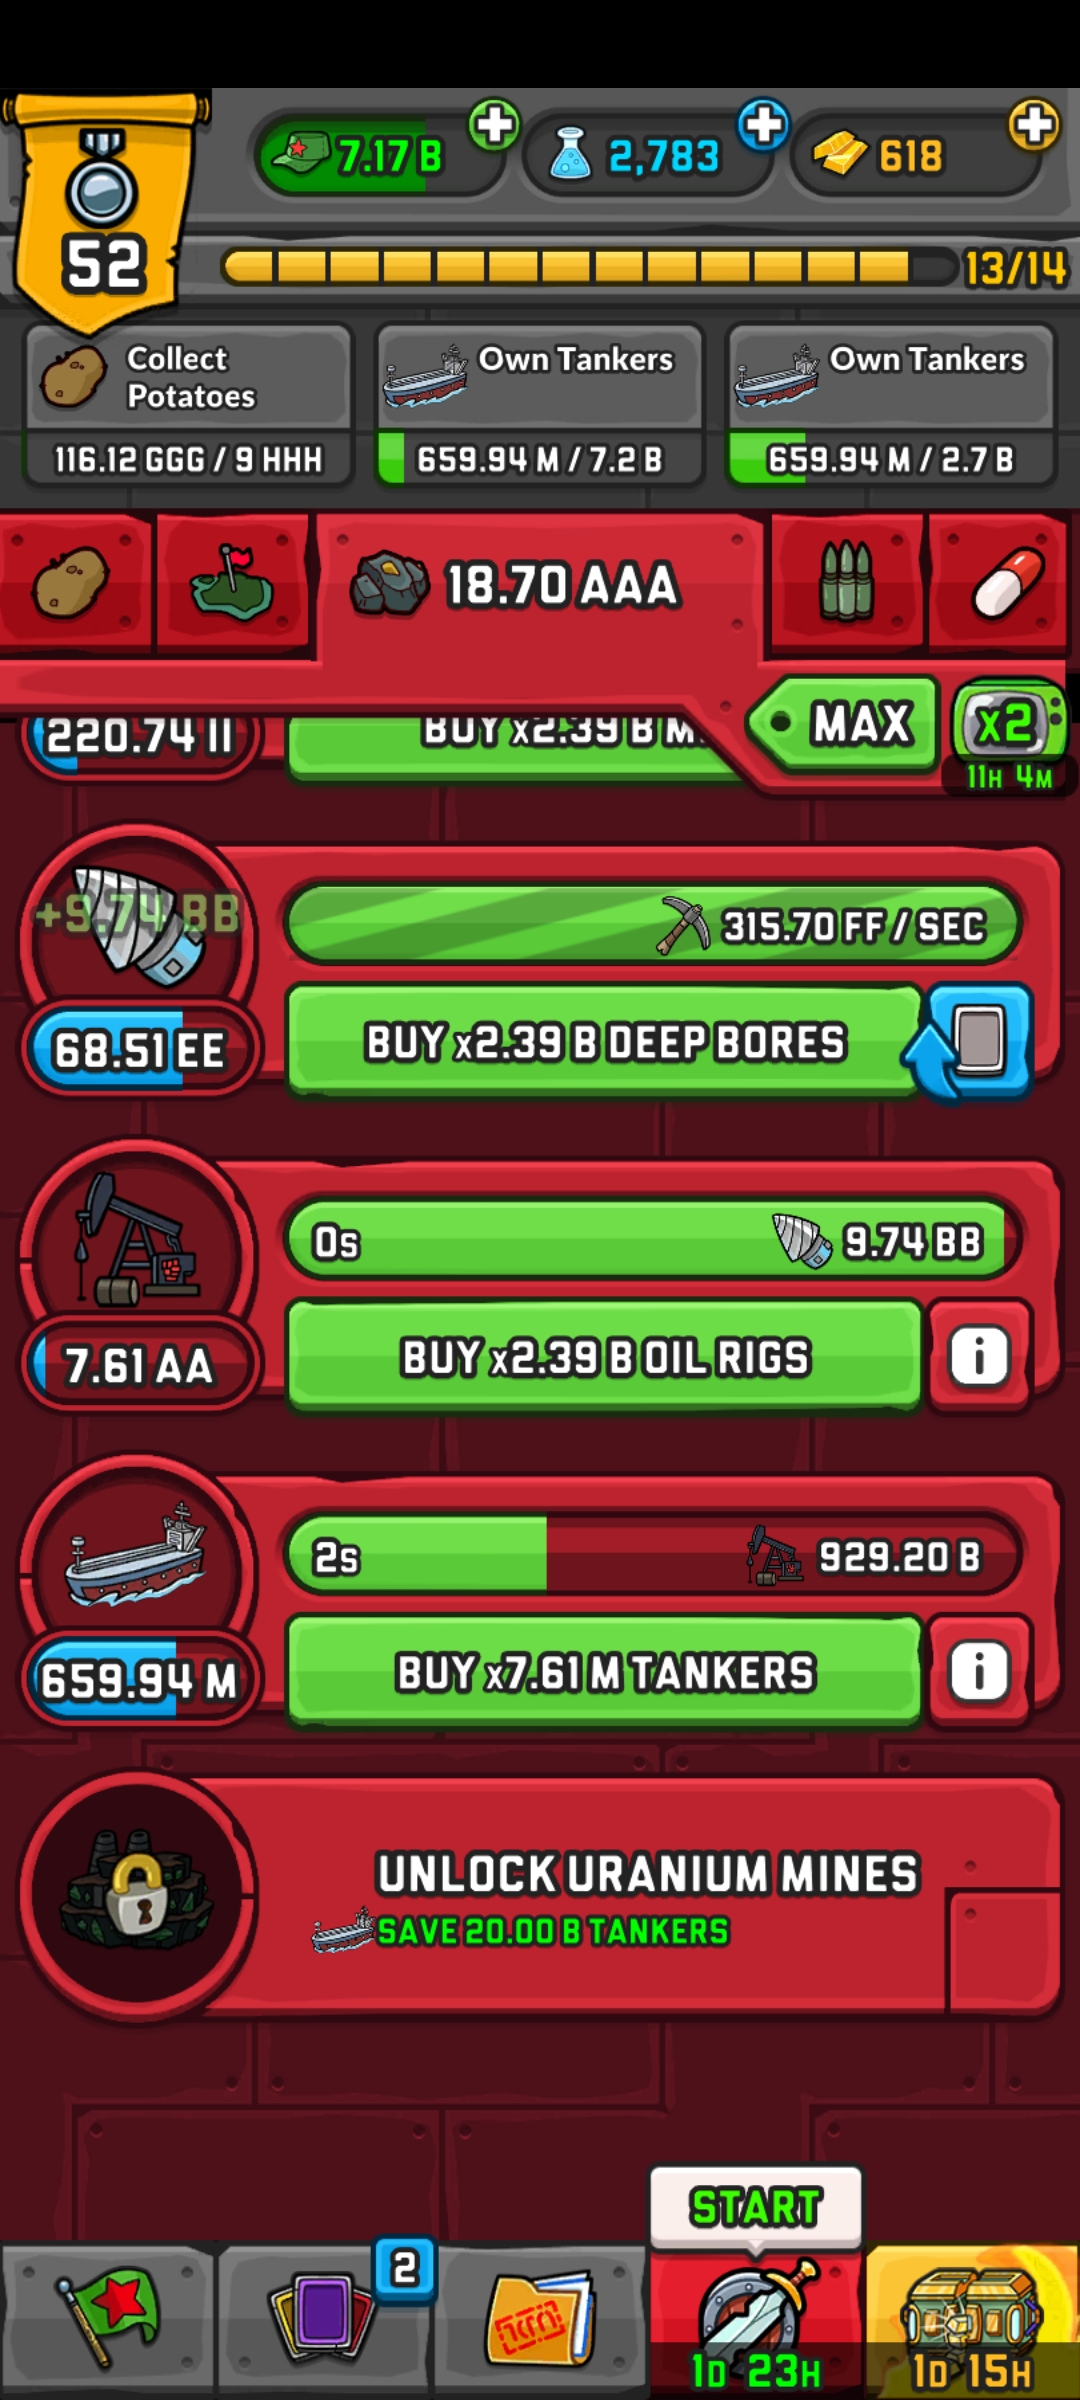 7.17 B
2,783
618
52
13/14
Collect
Potatoes
116.12 GGG / 9 HHH
Own Tankers
659.94 M / 7.2 B
Own Tankers
659.94 M / 2.7 B
18.70 AAA
MAX
x2
11H 4M
220.74 II
BUY x2.39 B M
+9.74 BB
315.70 FF / SEC
68.51 EE
BUY x2.39 B DEEP BORES
0s
9.74 BB
7.61 AA
BUY x2.39 B OIL RIGS
i
2s
929.20 B
659.94 M
BUY x7.61 M TANKERS
i
UNLOCK URANIUM MINES
SAVE 20.00 B TANKERS
START
2
1D 23H
1D 15H